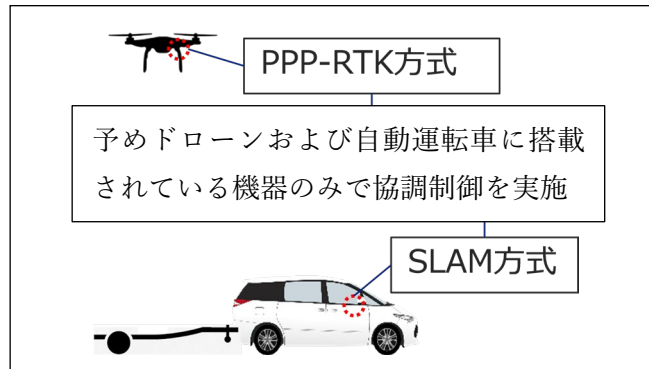 PPP-RTK方式
予めドローンおよび自動運転車に搭載
されている機器のみで協調制御を実施
SLAM方式